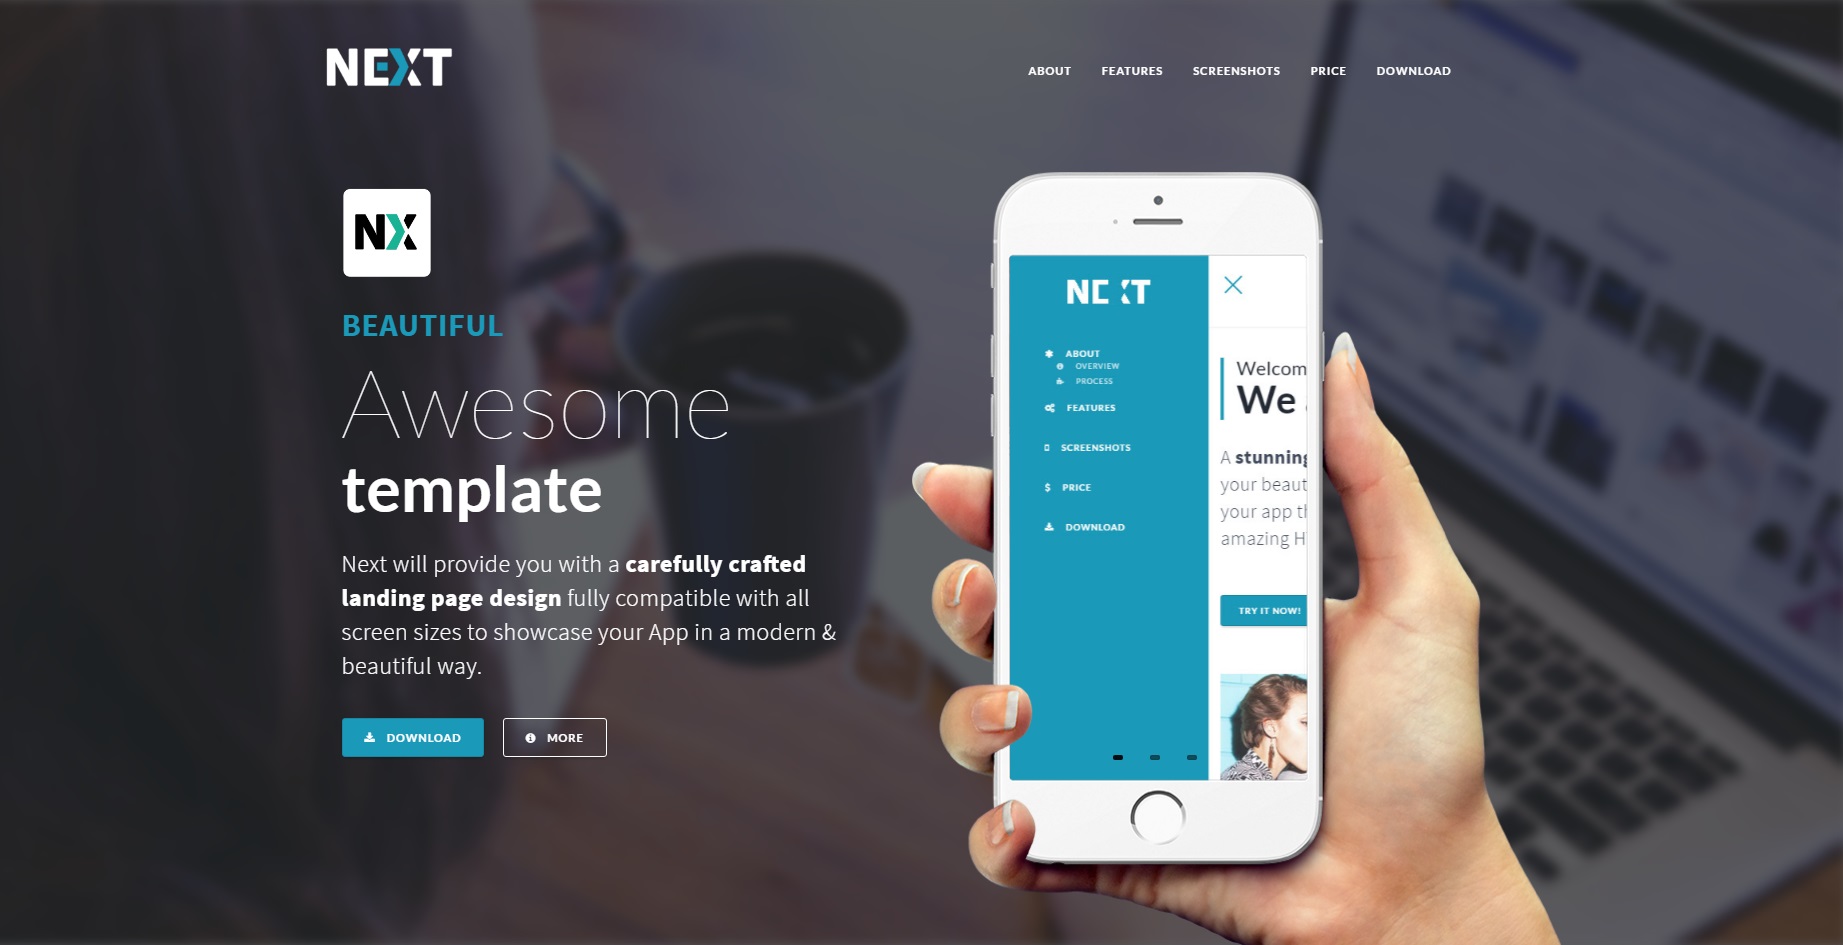 NEXT
ABOUT FEATURES SCREENSHOTS PRICE DOWNLOAD
NX
BEAUTIFUL
Awesome
template
Next will provide you with a carefully crafted
landing page design fully compatible with all
screen sizes to showcase your App in a modern &
beautiful way.
DOWNLOAD MORE
NEXT
ABOUT
OVERVIEW
PROCESS
FEATURES
SCREENSHOTS
$ PRICE
DOWNLOAD
Welcom
We
A stunning
your beaut
your app th
amazing H
TRY IT NOW!